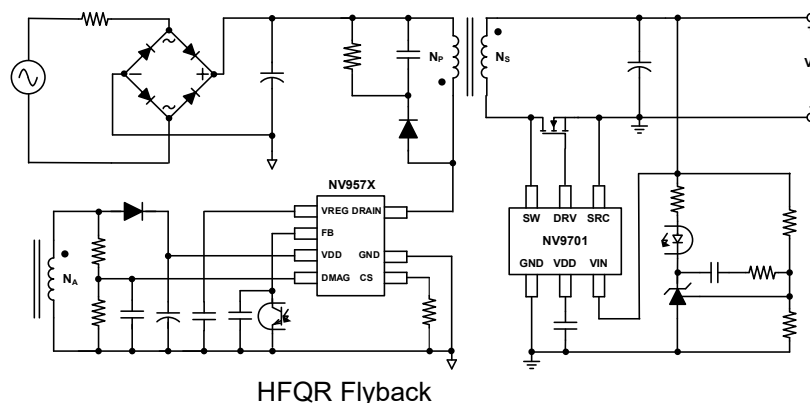 NP
NS
V
NV957X
VREG DRAIN
FB
VDD GND
DMAG CS
NA
SW DRV SRC
NV9701
GND VDD VIN
HFQR Flyback